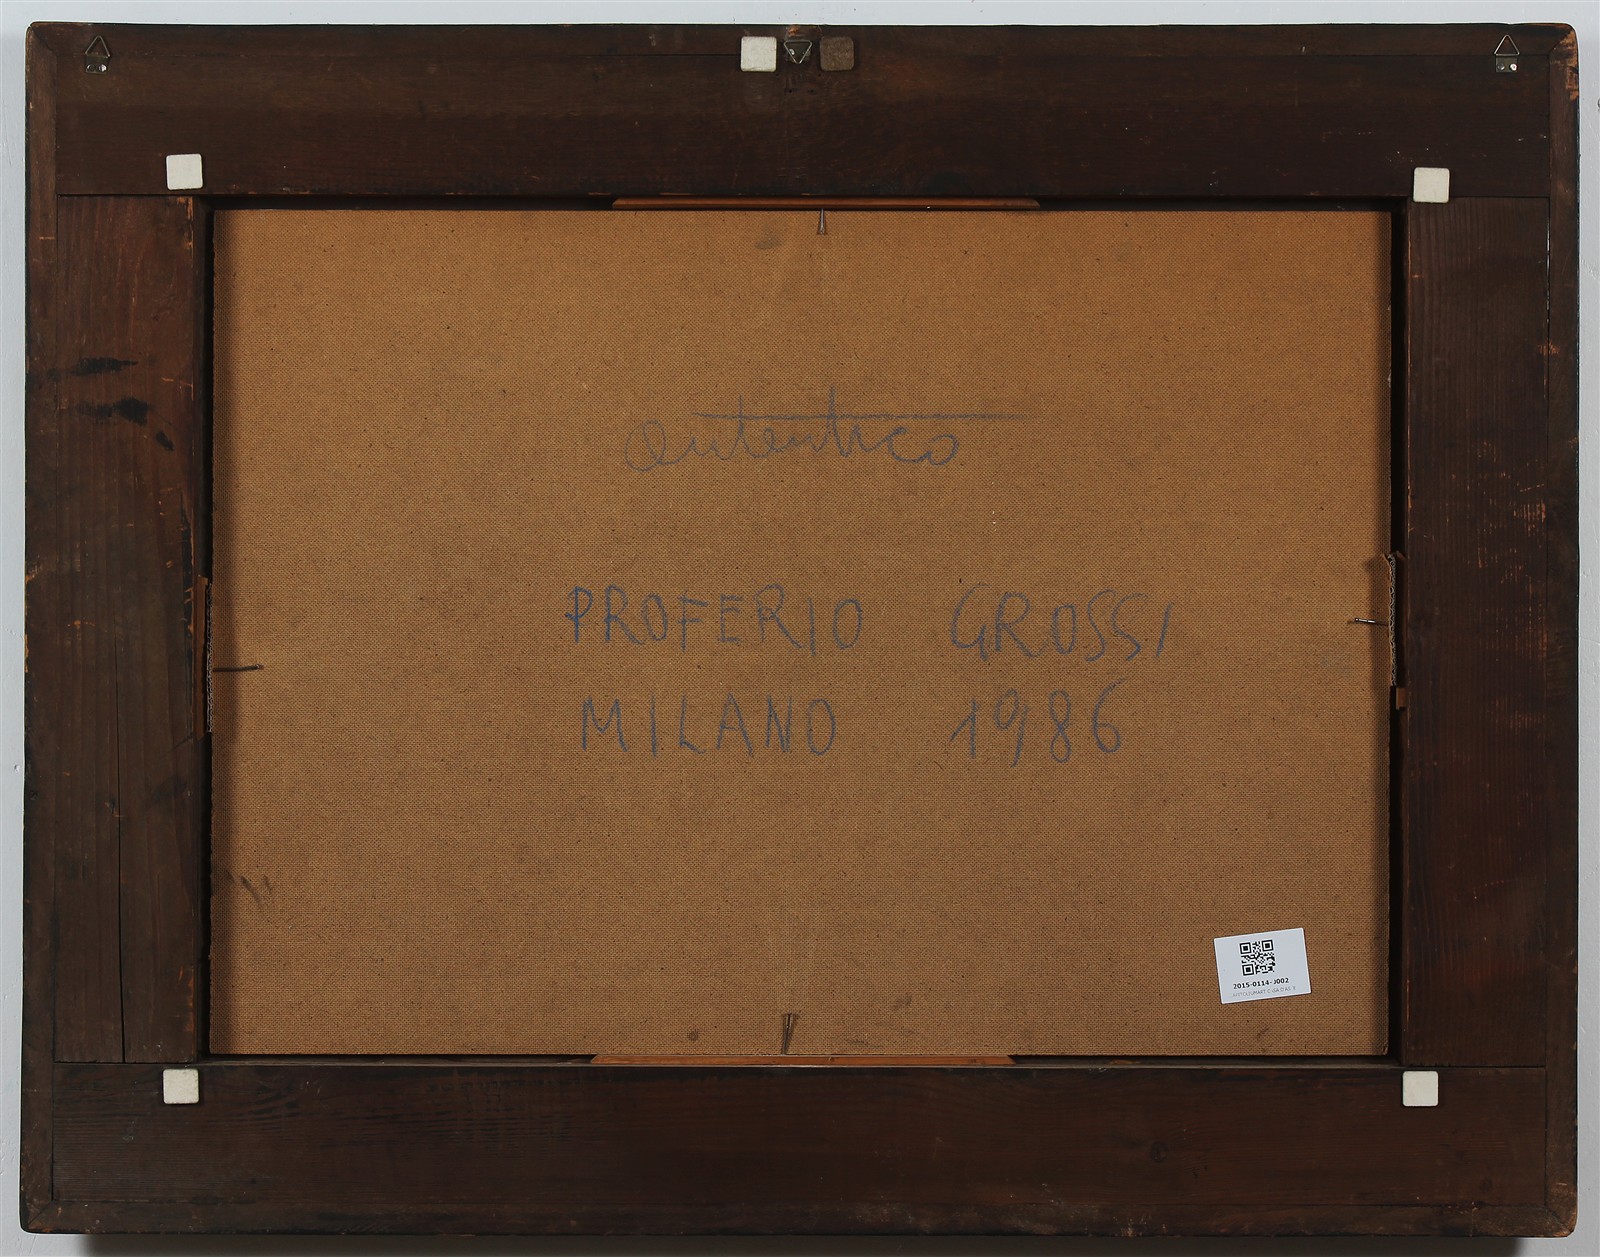 autentico
PROFERIO GROSSI
MILANO 1986
2015-0114-J002